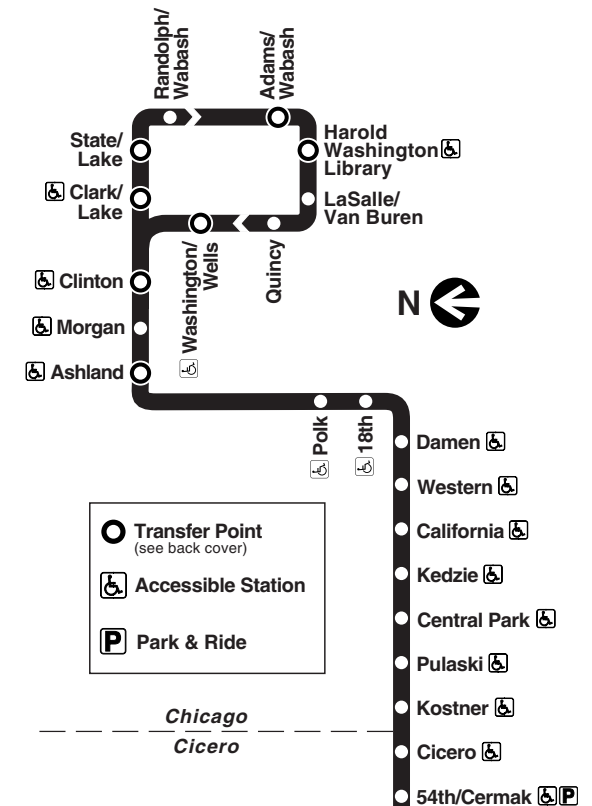 Randolph/
Wabash
Adams/
Wabash
State/
Lake
Harold
Washington
Library
Clark/
Lake
LaSalle/
Van Buren
Washington/
Wells
Quincy
Clinton
N
Morgan
Ashland
Polk
18th
Damen
Western
California
Kedzie
Central Park
Pulaski
Kostner
Cicero
54th/Cermak P
Transfer Point
(see back cover)
Accessible Station
P Park & Ride
Chicago
Cicero